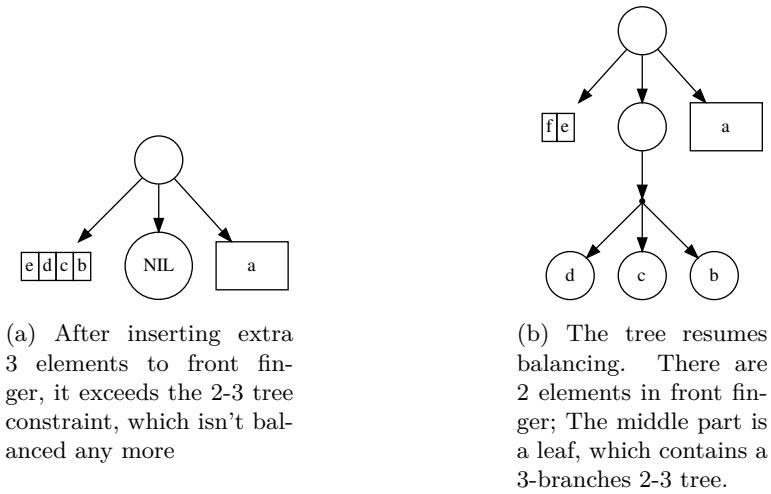 e d c b
NIL
a
(a) After inserting extra
3 elements to front fin-
ger, it exceeds the 2-3 tree
constraint, which isn't bal-
anced any more
f e
a
d
c
b
(b) The tree resumes
balancing. There are
2 elements in front fin-
ger; The middle part is
a leaf, which contains a
3-branches 2-3 tree.